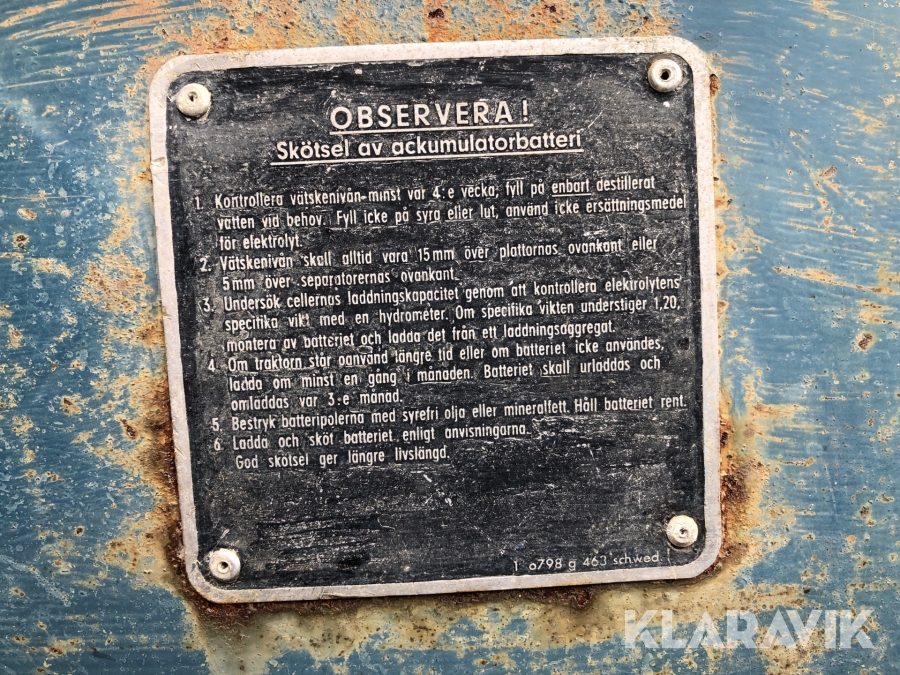 OBSERVERA!
Skötsel av ackumulatorbatteri
1. Kontrollera vätskenivån-minst var 4:e vecka; fyll på enbart destillerat
vatten vid behov. Fyll icke på syra eller lut, använd icke ersättningsmedel
för elektrolyt.
2. Vätskenivån skall alltid vara 15mm över plattornas ovankant eller
5mm över separatorernas ovankant.
3. Undersök cellernas laddningskapacitet genom att kontrollera elektrolytens
specifika vikt med en hydrometer. Om specifika vikten understiger 1,20,
montera av batteriet och ladda det från ett laddningsaggregat.
4. Om traktorn står oanvänd längre tid eller om batteriet icke användes,
ladda om minst en gång i månaden. Batteriet skall urladdas och
omladdas var 3:e månad.
5. Bestryk batteripolerna med syrefri olja eller mineralfett. Håll batteriet rent.
6. Ladda och sköt batteriet enligt anvisningarna.
God skötsel ger längre livslängd.
1 a798 g 463 schwed.
KLARAVIK